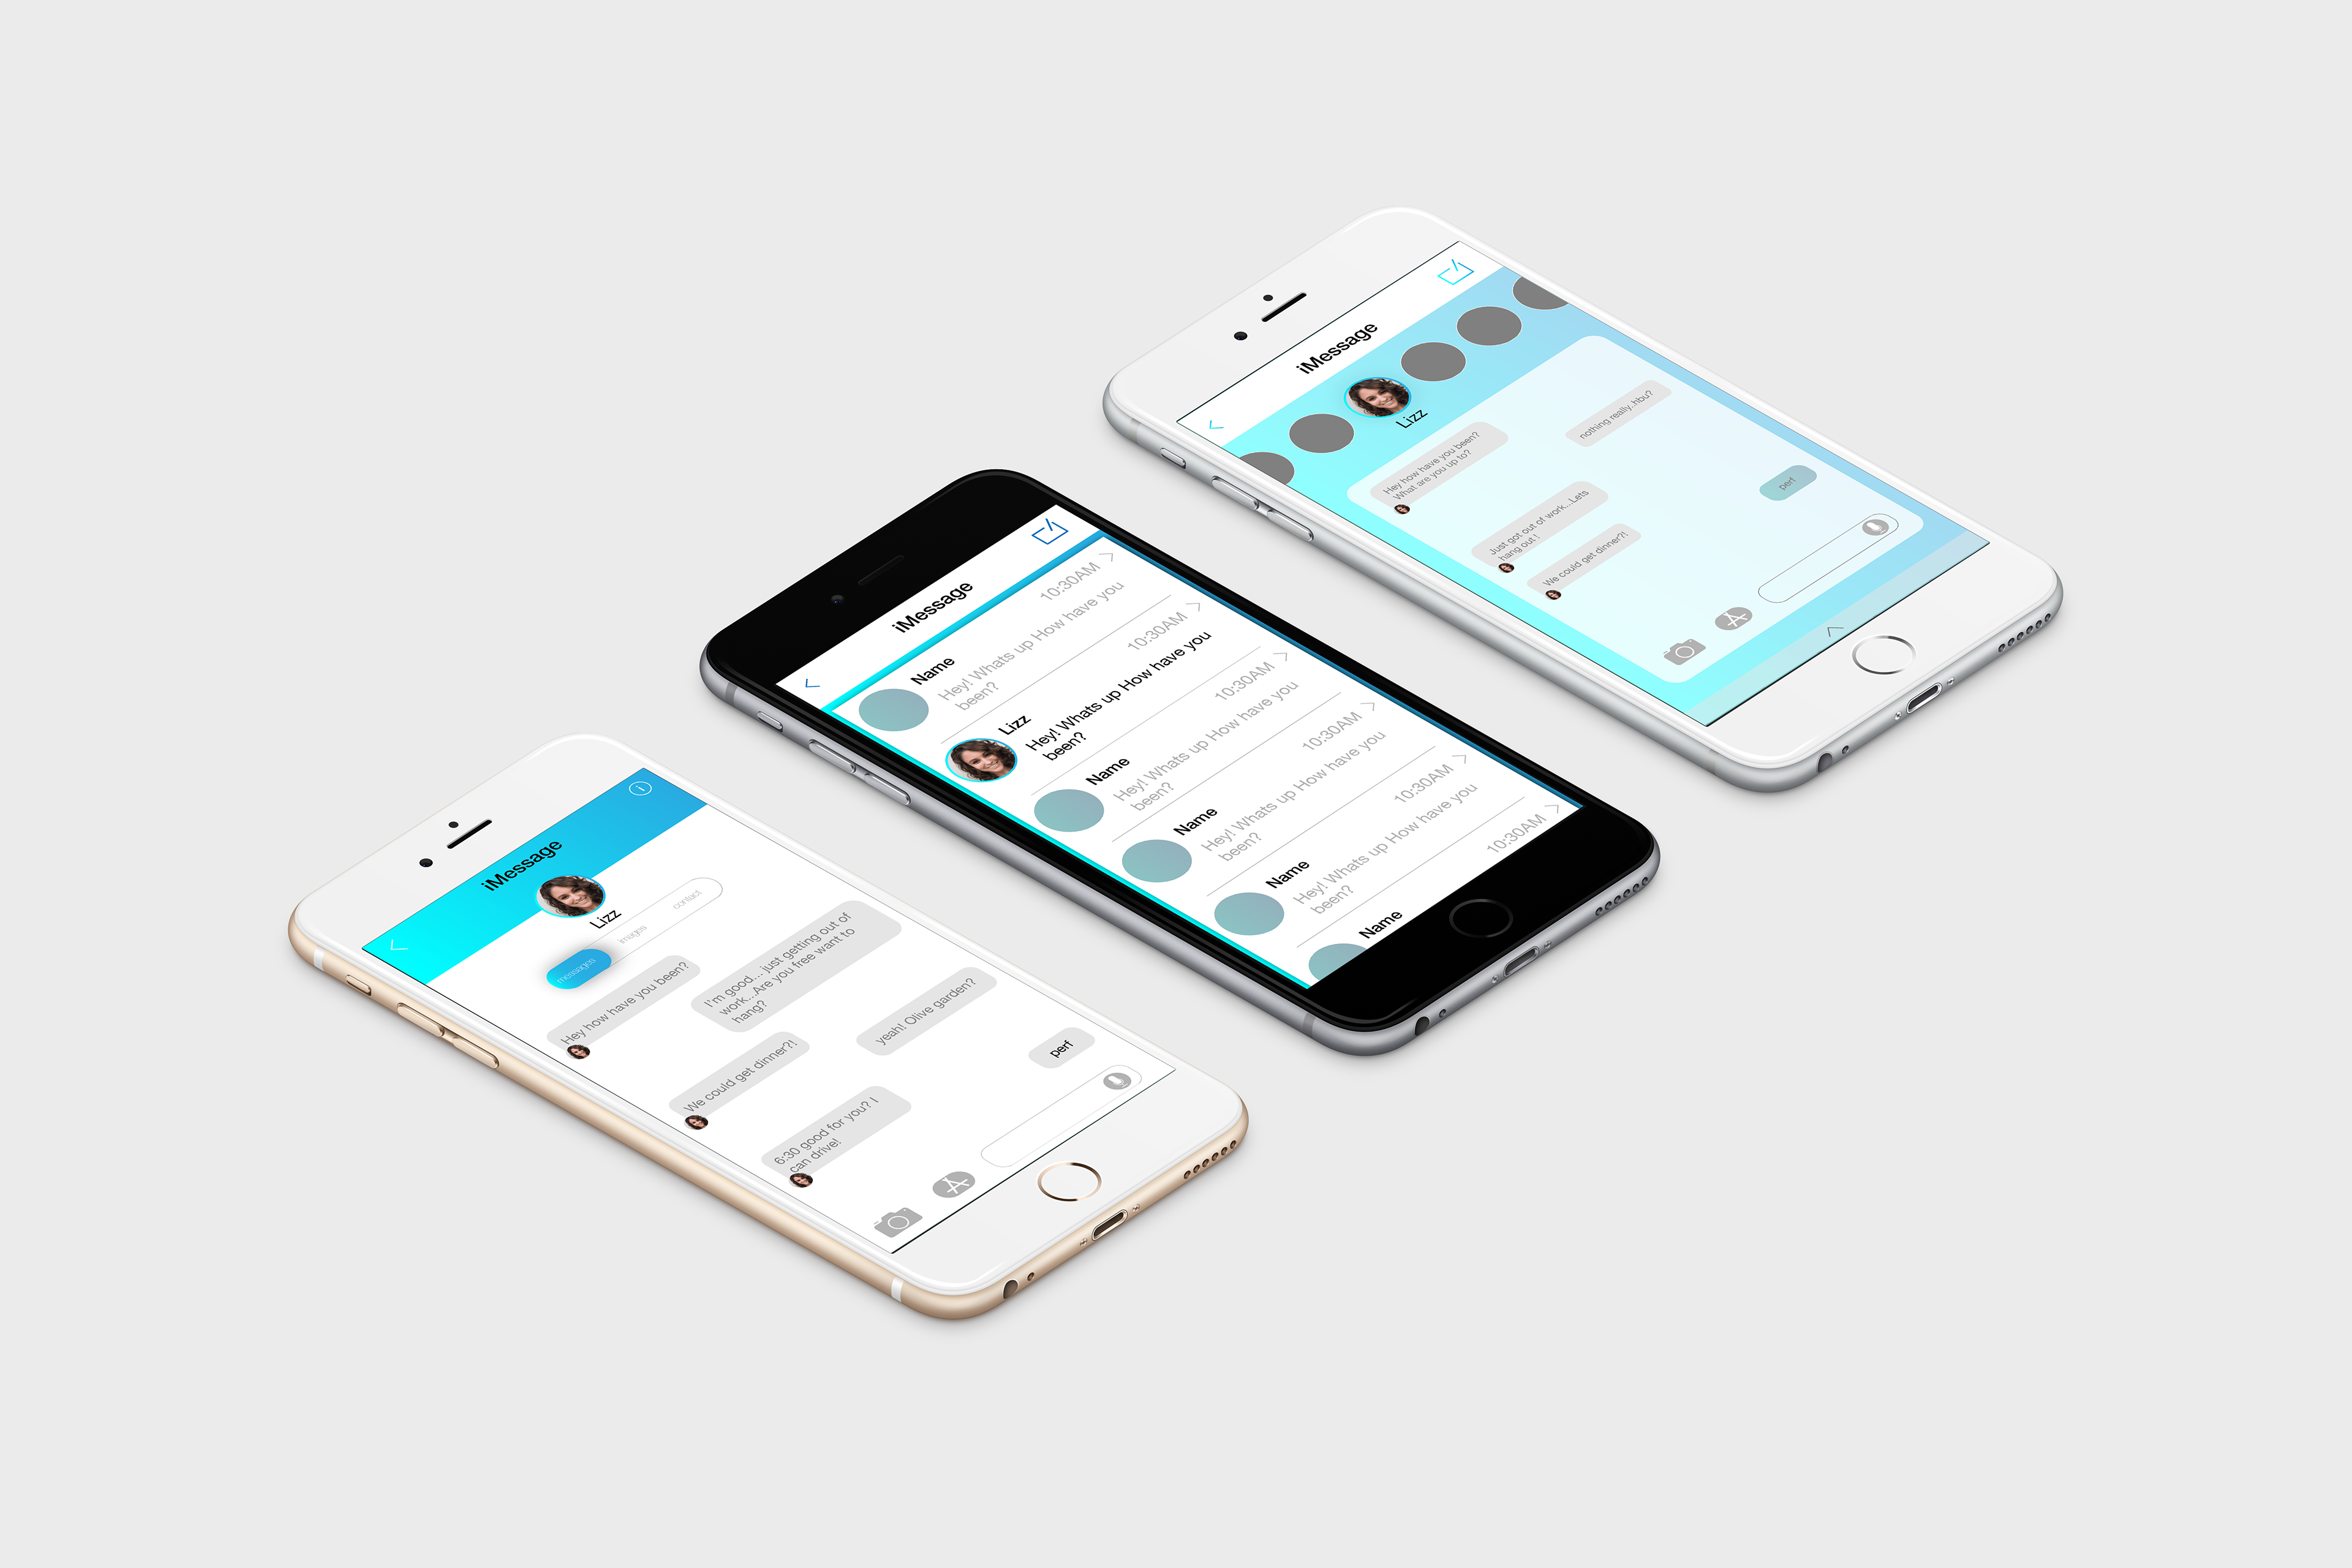 iMessage
Lizz
messages
images
contact
Hey how have you been?
I'm good... just getting out of
work...Are you free want to
hang?
We could get dinner?!
yeah! Olive garden?
6:30 good for you? I
can drive!
perf
iMessage
Name
10:30AM
Hey! Whats up How have you
been?
Lizz
10:30AM
Hey! Whats up How have you
been?
Name
10:30AM
Hey! Whats up How have you
been?
Name
10:30AM
Hey! Whats up How have you
been?
Name
10:30AM
Hey! Whats up How have you
been?
Name
10:30AM
iMessage
Lizz
Hey how have you been?
What are you up to?
nothing really..hbu?
Just got out of work...Lets
hang out !
We could get dinner?!
perf